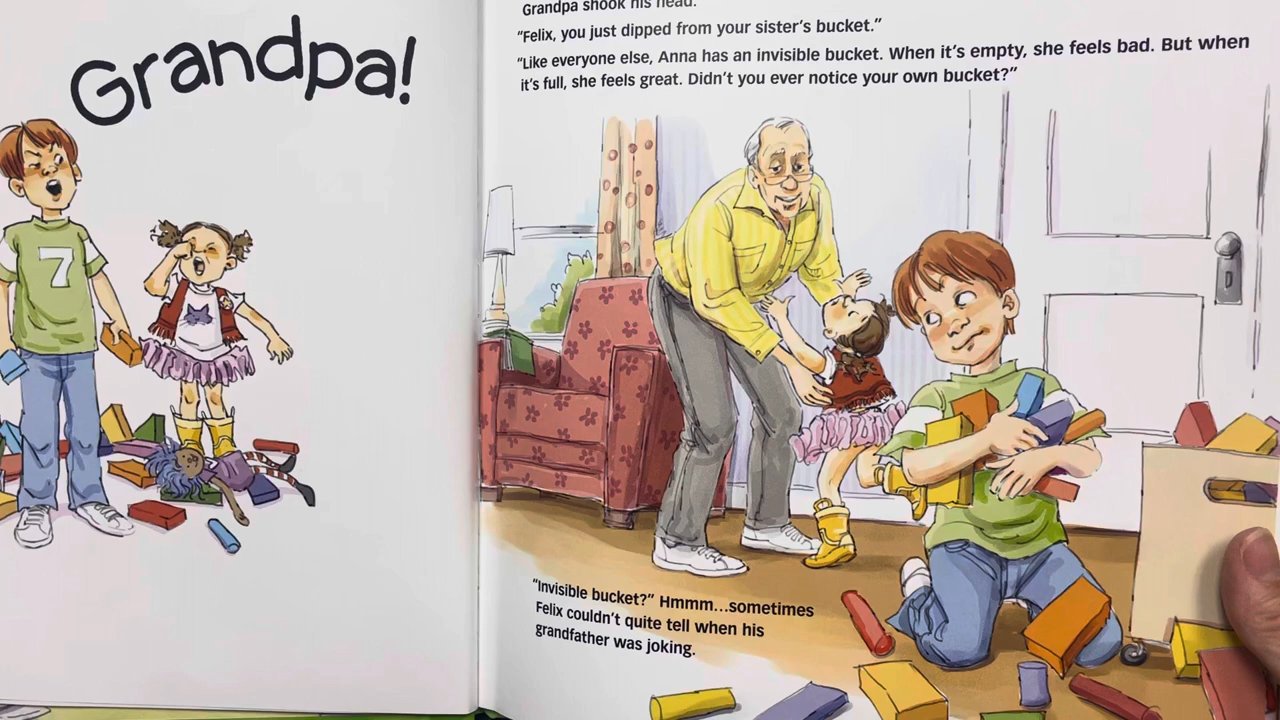 Grandpa!
7
Grandpa shook his head.
“Felix, you just dipped from your sister’s bucket.”
“Like everyone else, Anna has an invisible bucket. When it’s empty, she feels bad. But when
it’s full, she feels great. Didn’t you ever notice your own bucket?”
“Invisible bucket?” Hmmm…sometimes
Felix couldn’t quite tell when his
grandfather was joking.